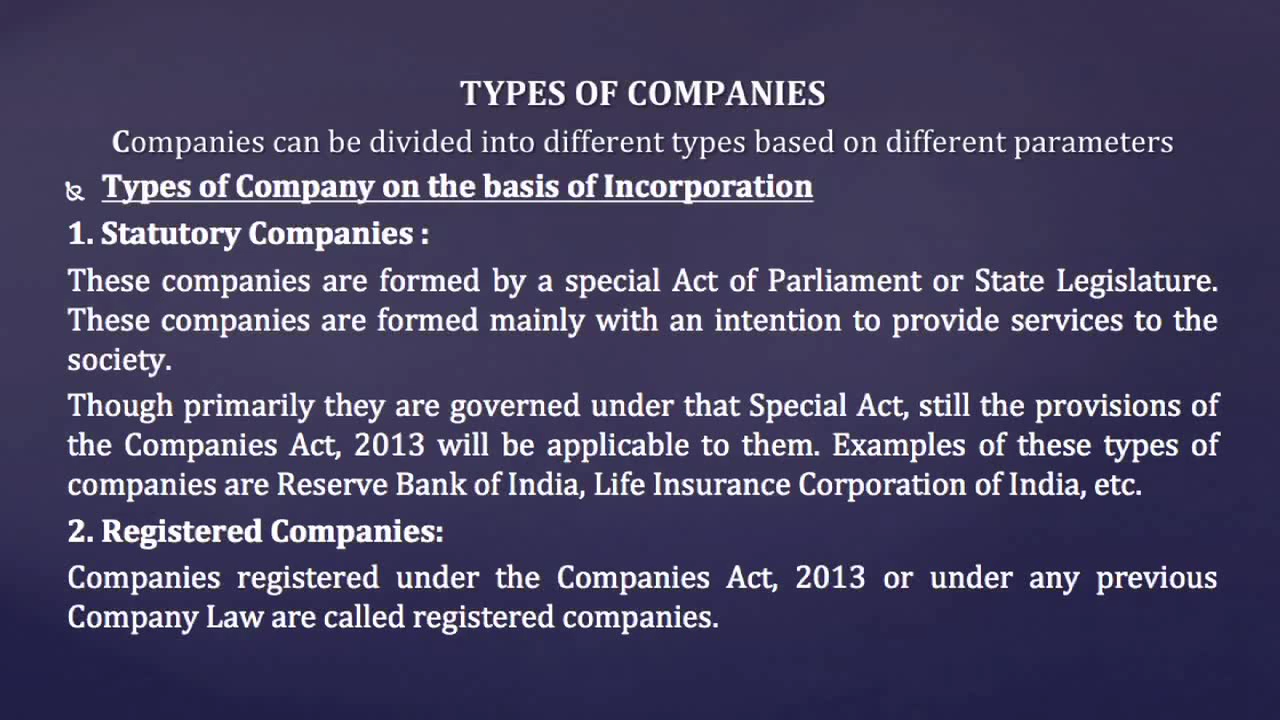 TYPES OF COMPANIES
Companies can be divided into different types based on different parameters
Types of Company on the basis of Incorporation
1. Statutory Companies :
These companies are formed by a special Act of Parliament or State Legislature.
These companies are formed mainly with an intention to provide services to the
society.
Though primarily they are governed under that Special Act, still the provisions of
the Companies Act, 2013 will be applicable to them. Examples of these types of
companies are Reserve Bank of India, Life Insurance Corporation of India, etc.
2. Registered Companies:
Companies registered under the Companies Act, 2013 or under any previous
Company Law are called registered companies.